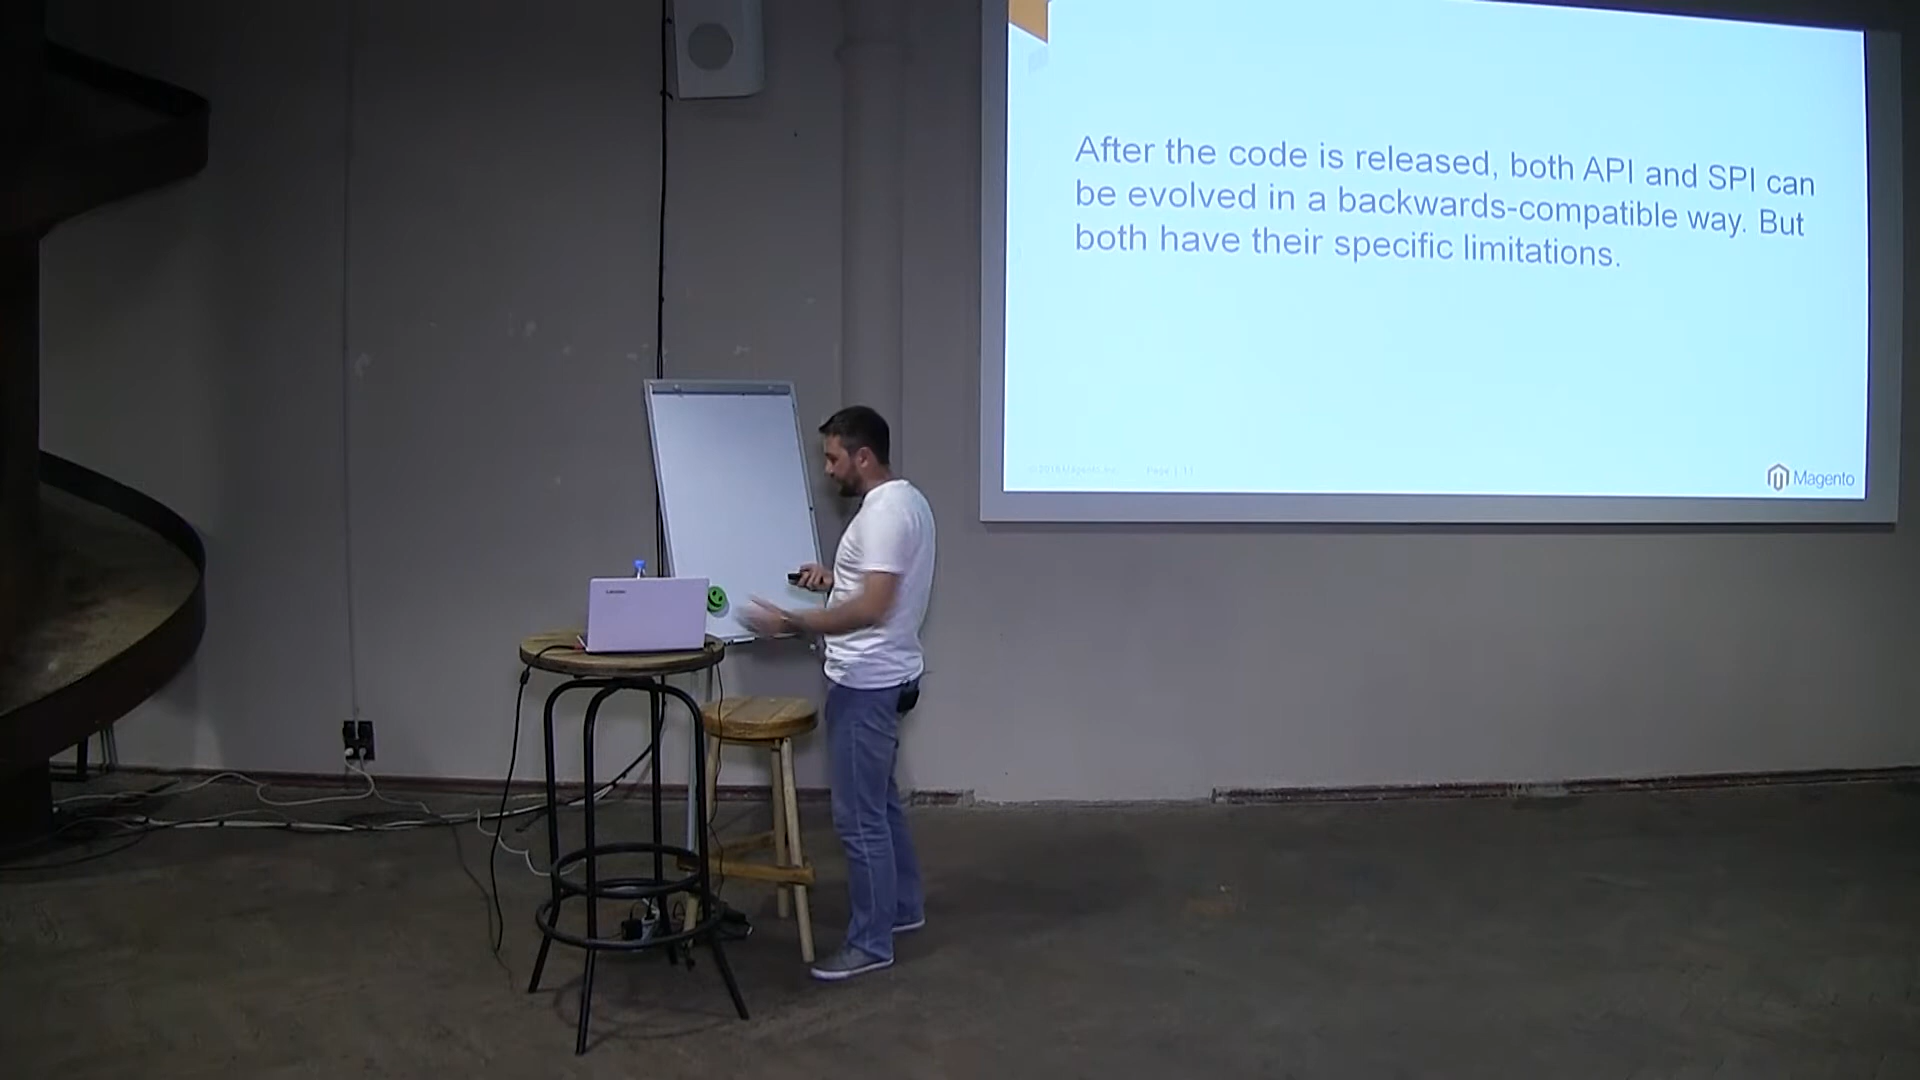 After the code is released, both API and SPI can
be evolved in a backwards-compatible way. But
both have their specific limitations.
Magento
Lenovo